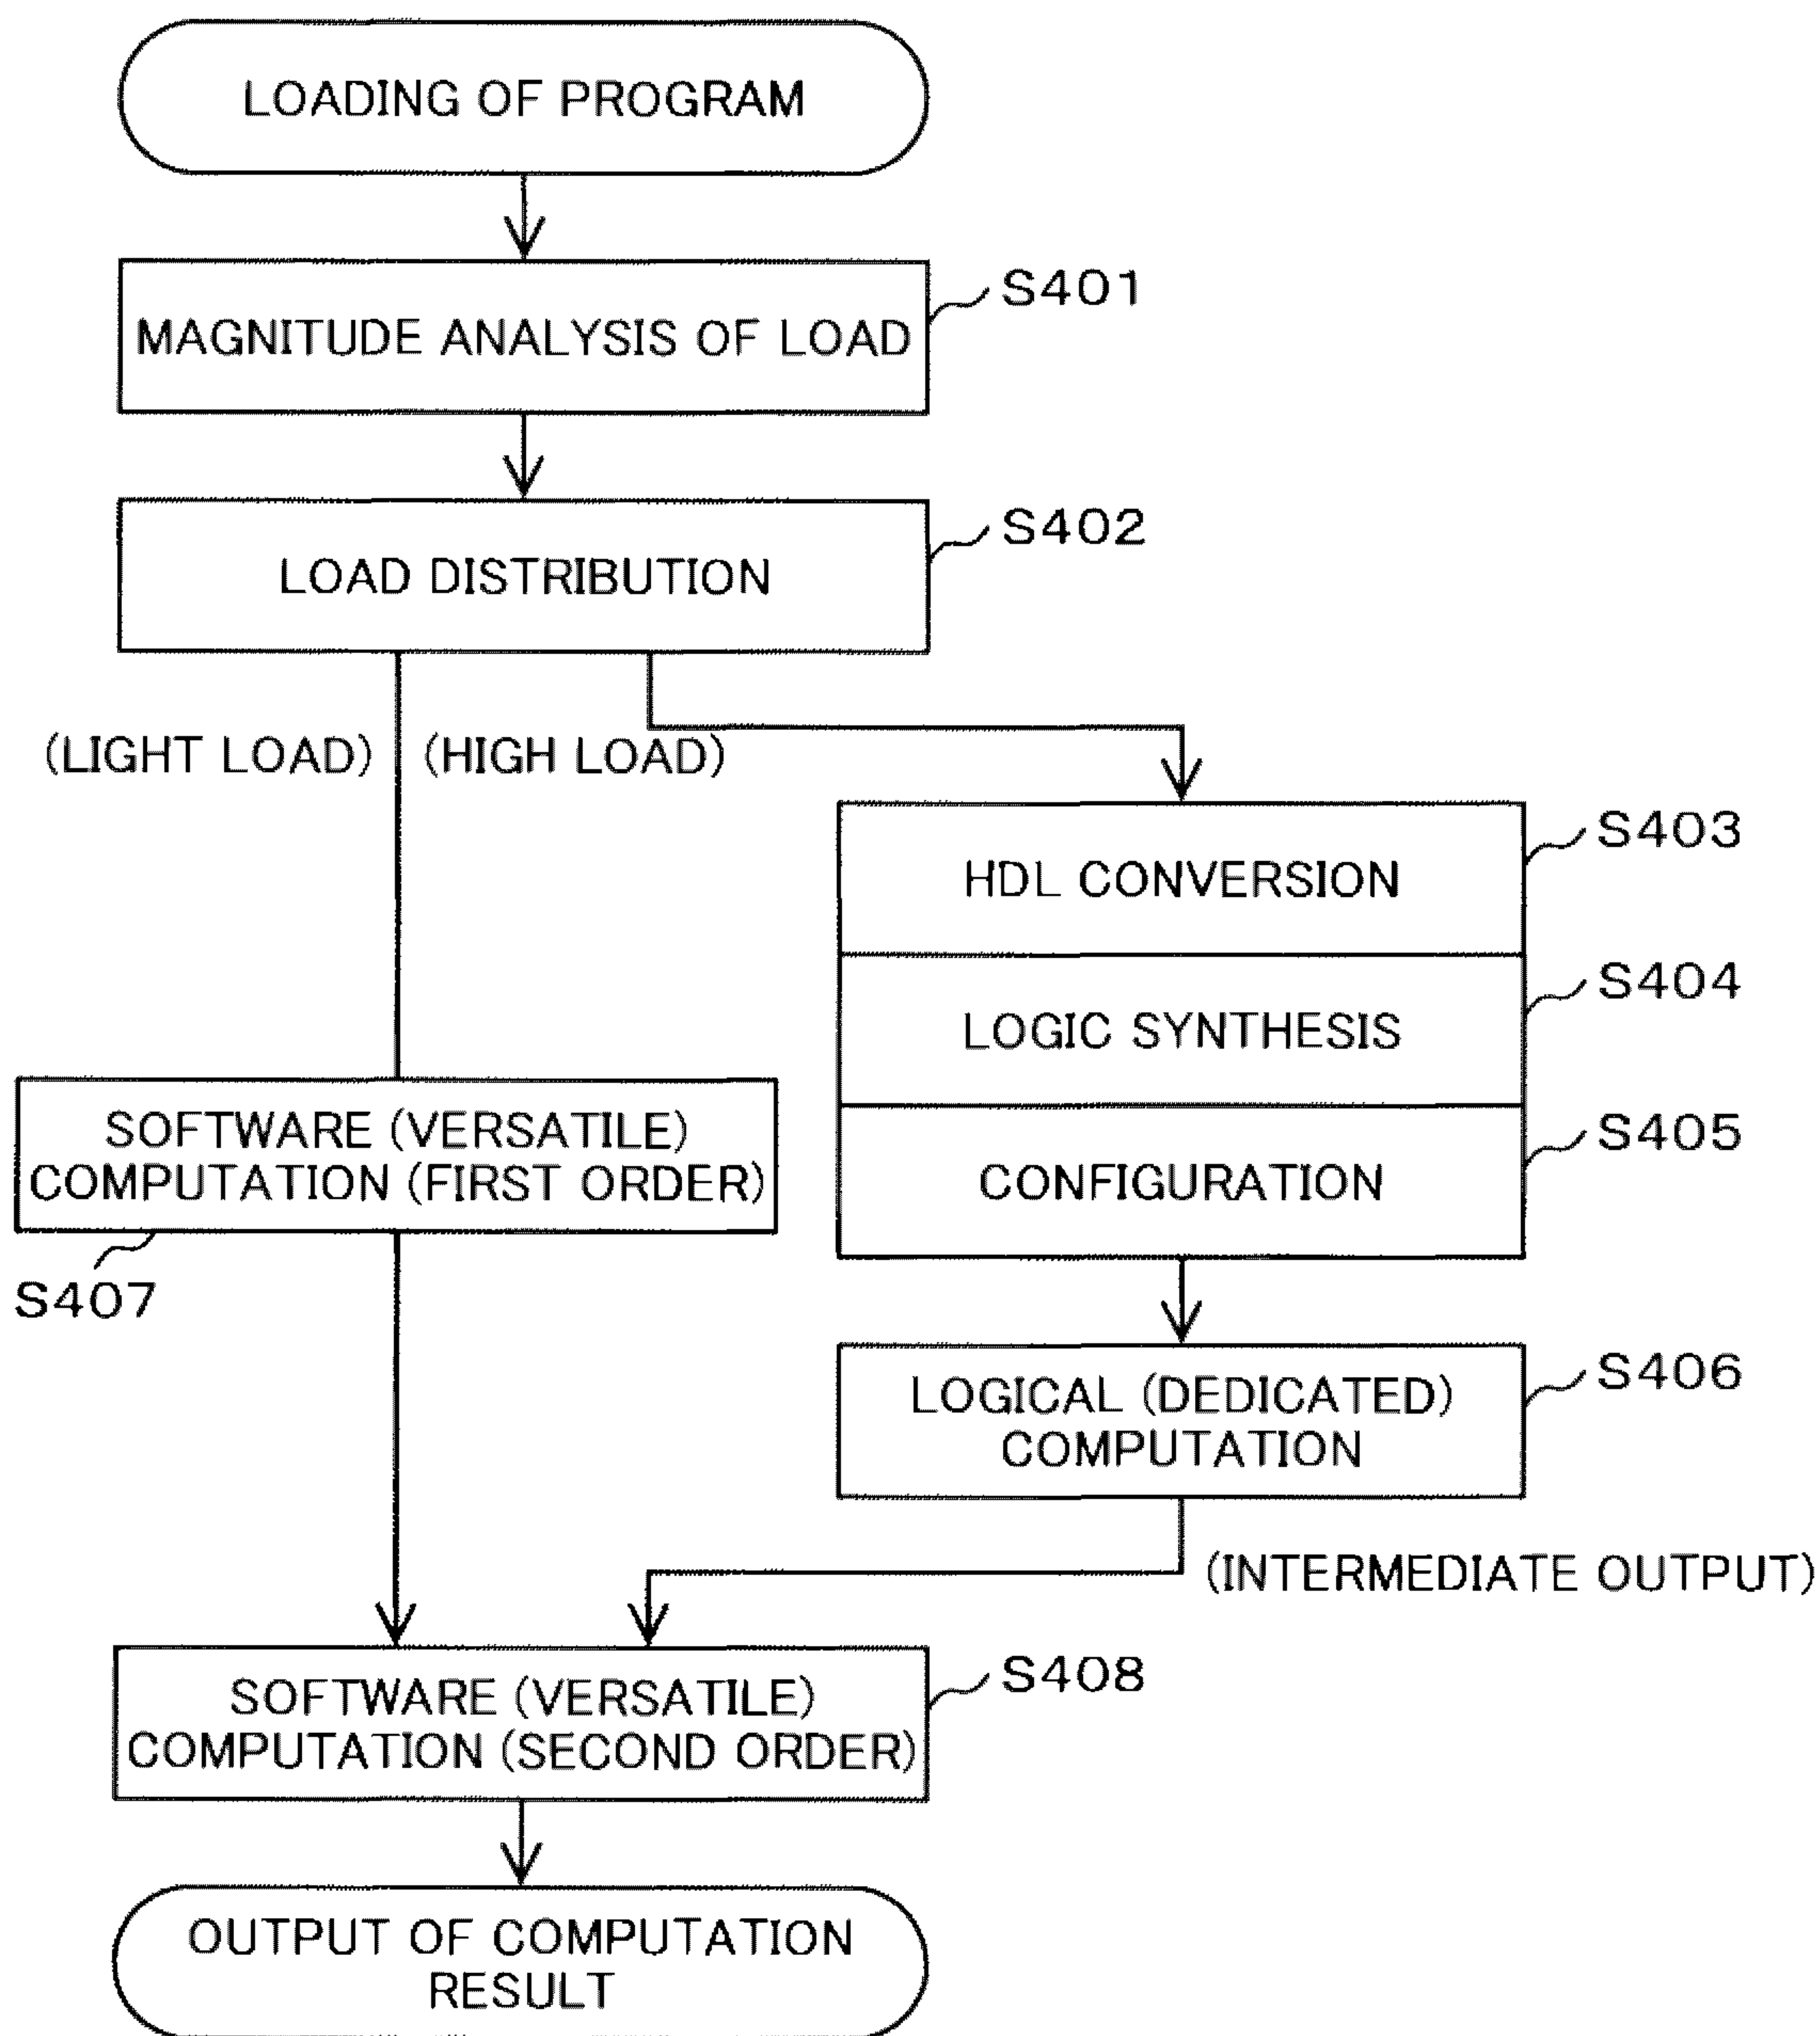 LOADING OF PROGRAM
S401
MAGNITUDE ANALYSIS OF LOAD
S402
LOAD DISTRIBUTION
(LIGHT LOAD)
(HIGH LOAD)
S403
HDL CONVERSION
S404
LOGIC SYNTHESIS
S405
CONFIGURATION
SOFTWARE (VERSATILE)
COMPUTATION (FIRST ORDER)
S407
S406
LOGICAL (DEDICATED)
COMPUTATION
(INTERMEDIATE OUTPUT)
S408
SOFTWARE (VERSATILE)
COMPUTATION (SECOND ORDER)
OUTPUT OF COMPUTATION
RESULT